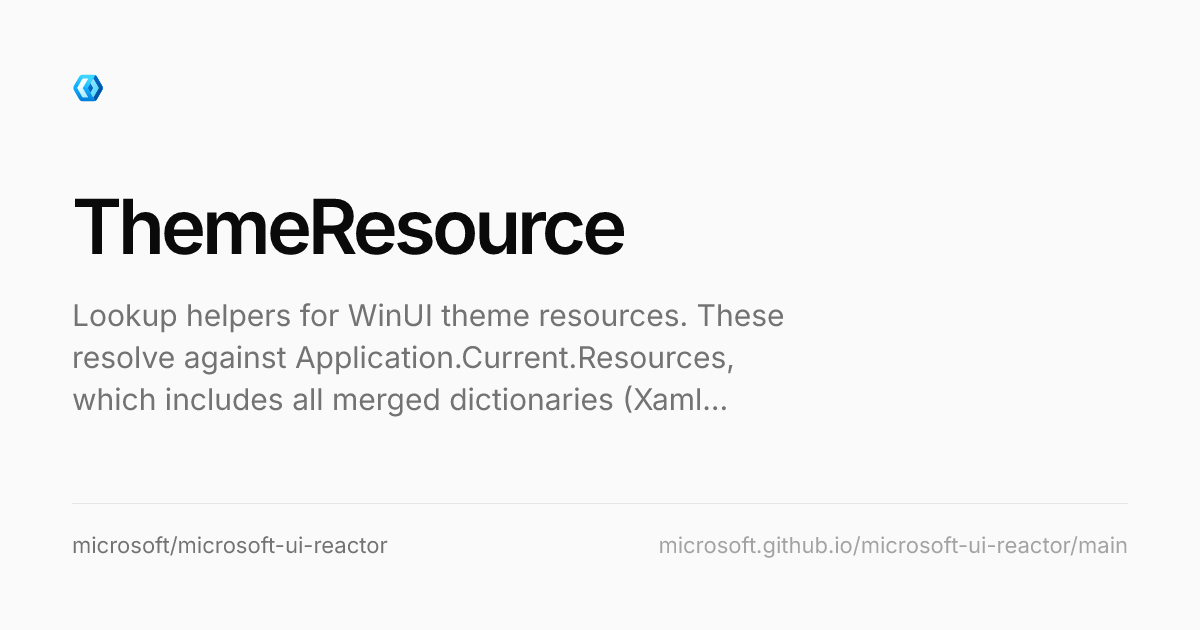 ThemeResource
Lookup helpers for WinUI theme resources. These
resolve against Application.Current.Resources,
which includes all merged dictionaries (Xaml...
microsoft/microsoft-ui-reactor
microsoft.github.io/microsoft-ui-reactor/main